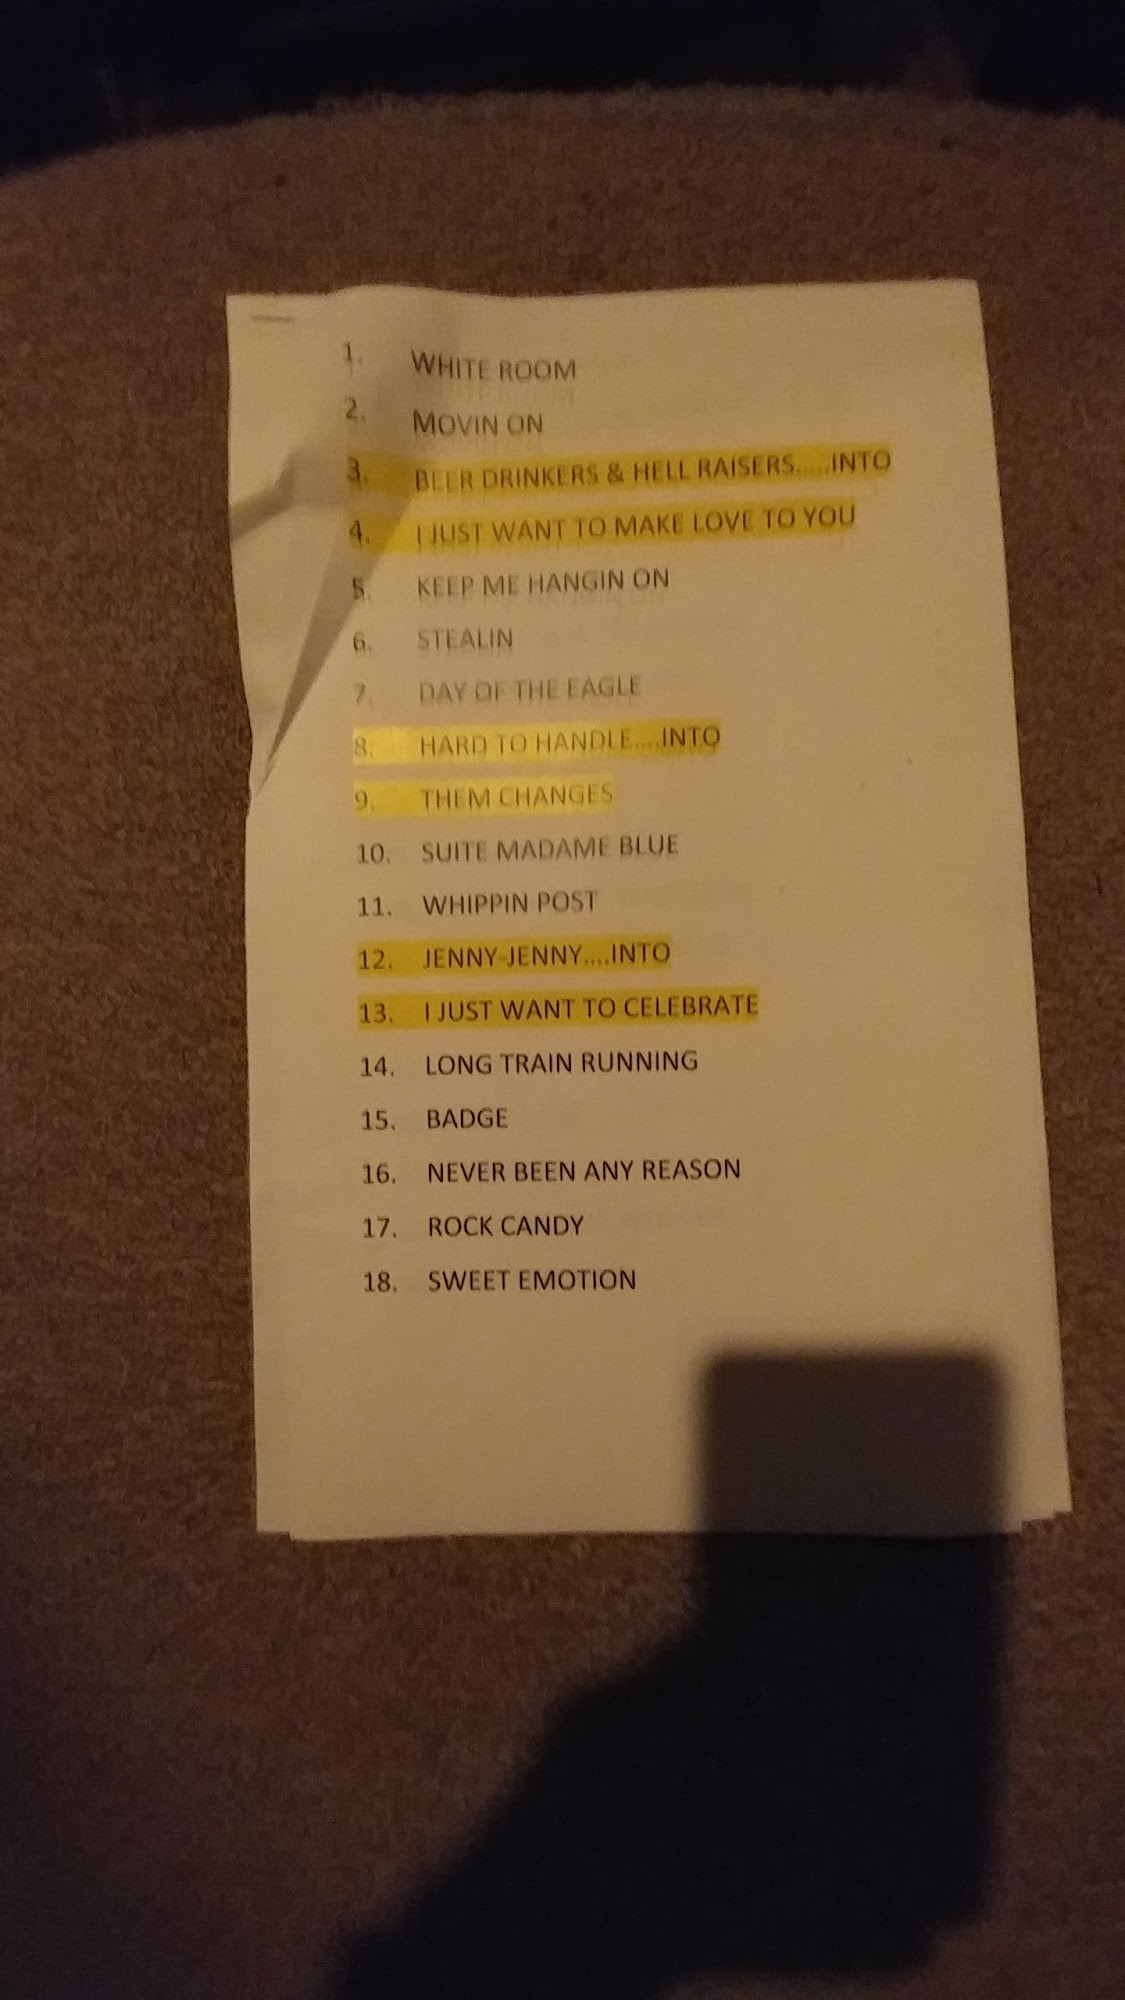 1. WHITE ROOM
2. MOVIN ON
3. BEER DRINKERS & HELL RAISERS.....INTO
4. I JUST WANT TO MAKE LOVE TO YOU
5. KEEP ME HANGIN ON
6. STEALIN
7. DAY OF THE EAGLE
8. HARD TO HANDLE....INTO
9. THEM CHANGES
10. SUITE MADAME BLUE
11. WHIPPIN POST
12. JENNY-JENNY....INTO
13. I JUST WANT TO CELEBRATE
14. LONG TRAIN RUNNING
15. BADGE
16. NEVER BEEN ANY REASON
17. ROCK CANDY
18. SWEET EMOTION